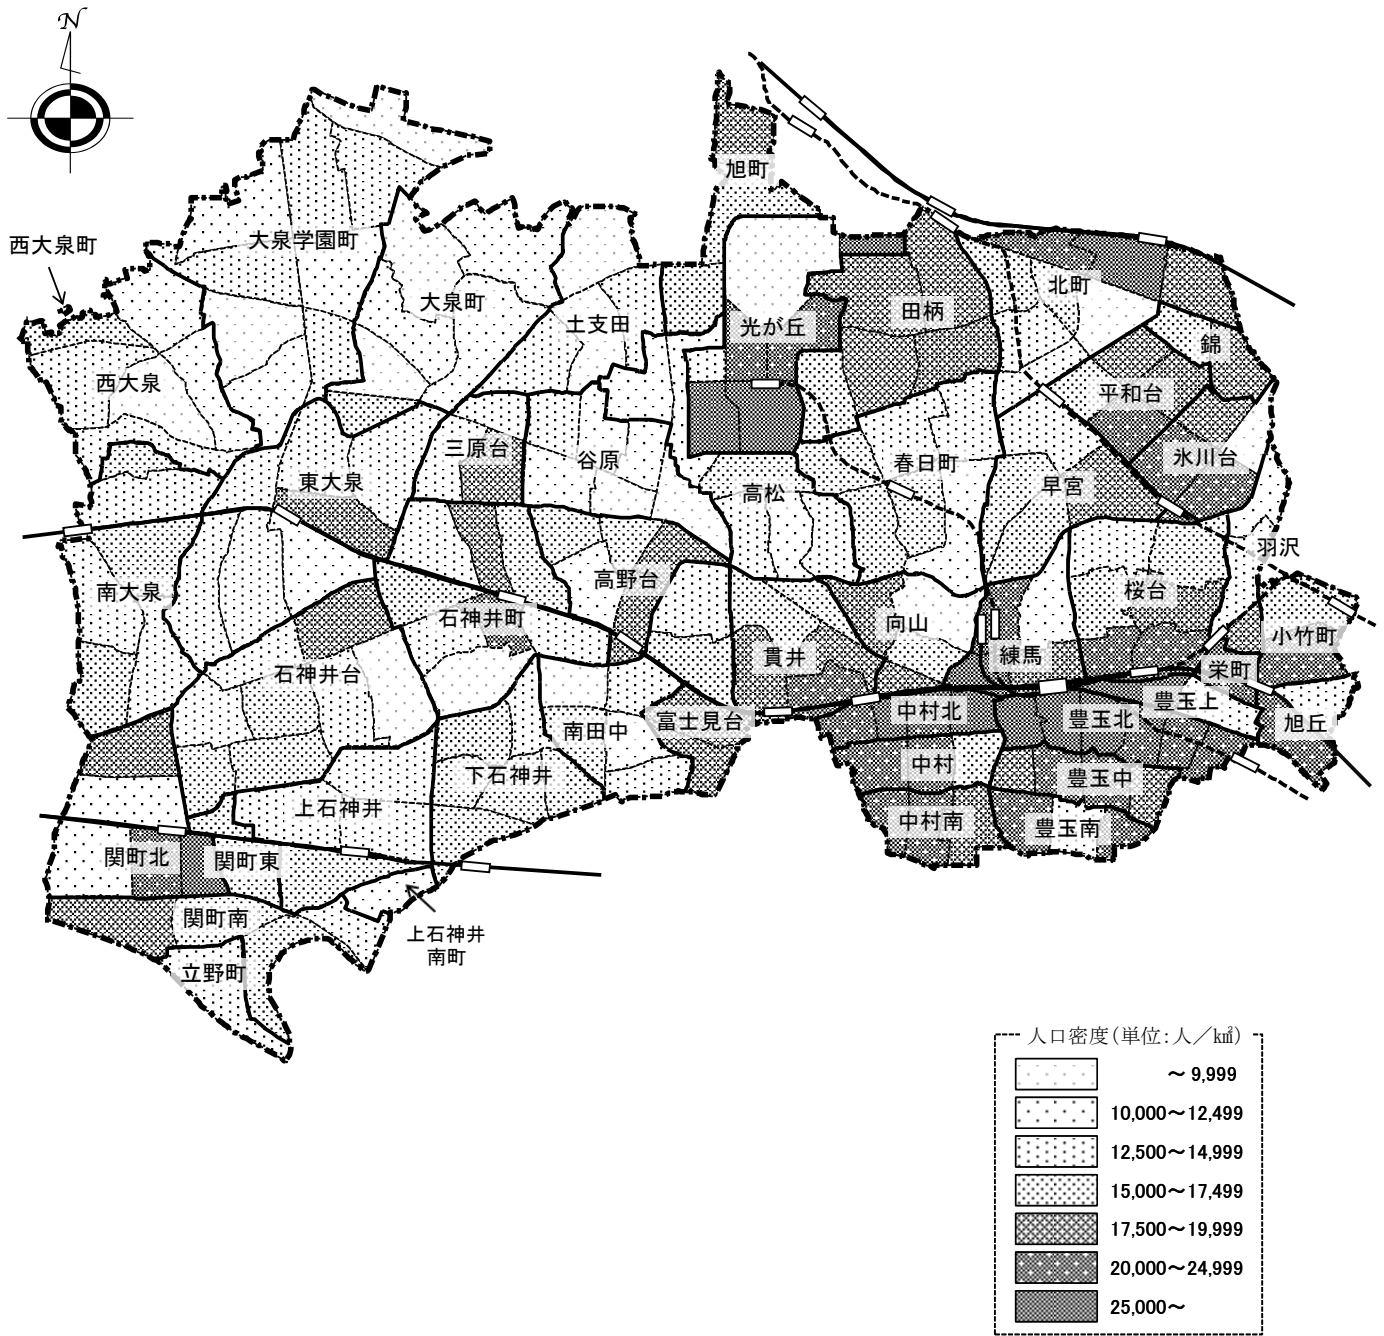 N
旭町
西大泉町
大泉学園町
大泉町
北町
田柄
土支田
光が丘
錦
西大泉
平和台
三原台
谷原
春日町
氷川台
東大泉
高松
早宮
羽沢
南大泉
高野台
桜台
石神井町
向山
小竹町
石神井台
貫井
練馬
栄町
豊玉上
南田中
富士見台
中村北
豊玉北
旭丘
下石神井
中村
豊玉中
上石神井
中村南
豊玉南
関町北
関町東
関町南
上石神井
南町
立野町
人口密度(単位:人/㎢)
~ 9,999
10,000~12,499
12,500~14,999
15,000~17,499
17,500~19,999
20,000~24,999
25,000~